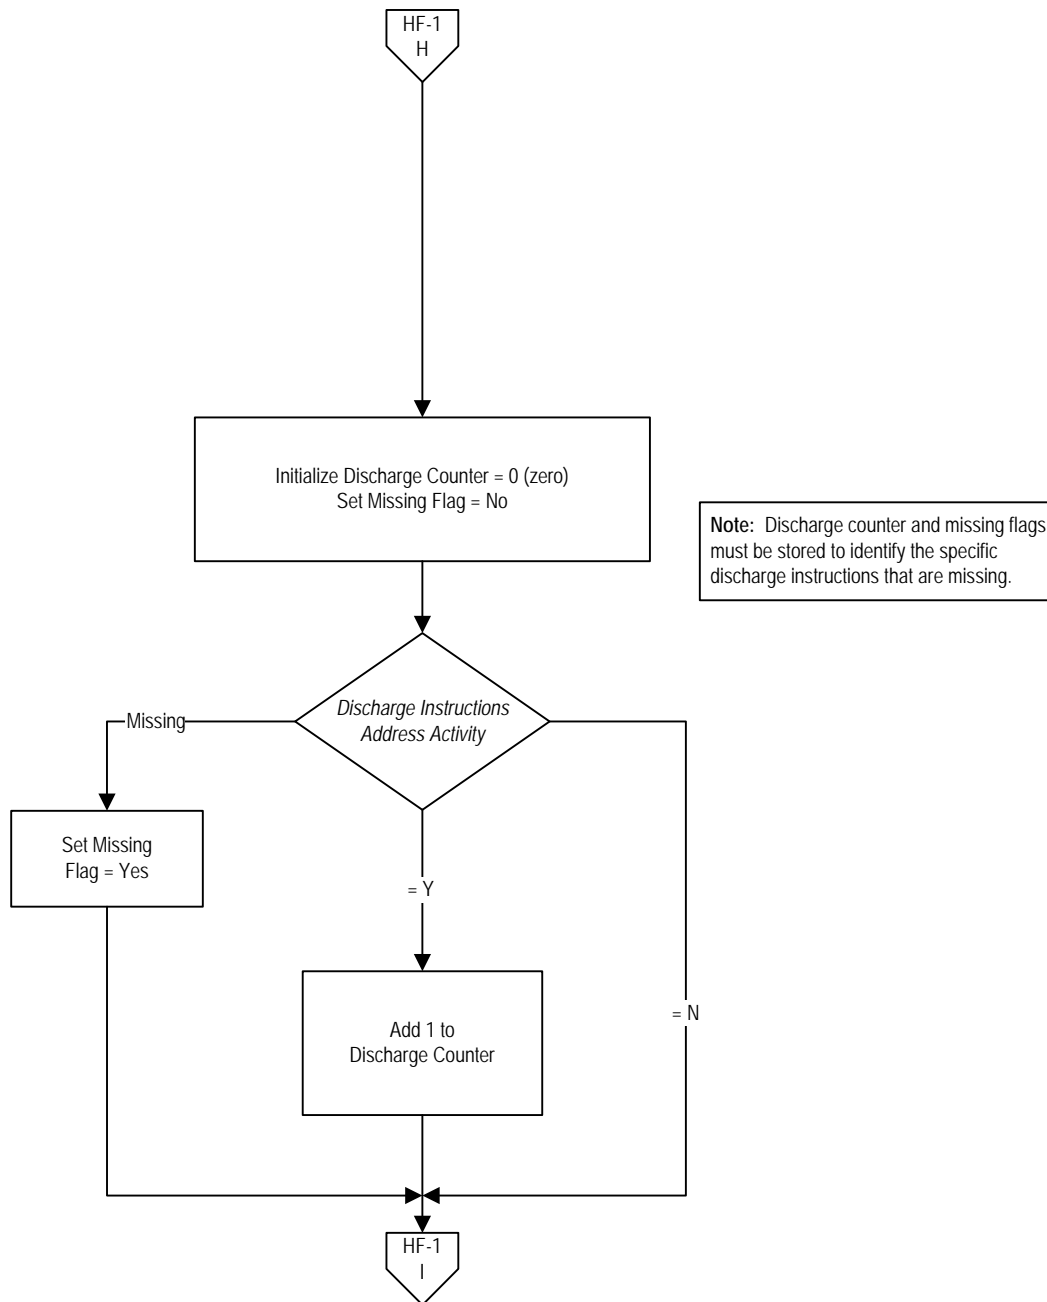 HF-1
H
Initialize Discharge Counter = 0 (zero)
Set Missing Flag = No
Note: Discharge counter and missing flags
must be stored to identify the specific
discharge instructions that are missing.
Discharge Instructions
Address Activity
Missing
Set Missing
Flag = Yes
= Y
= N
Add 1 to
Discharge Counter
HF-1
I